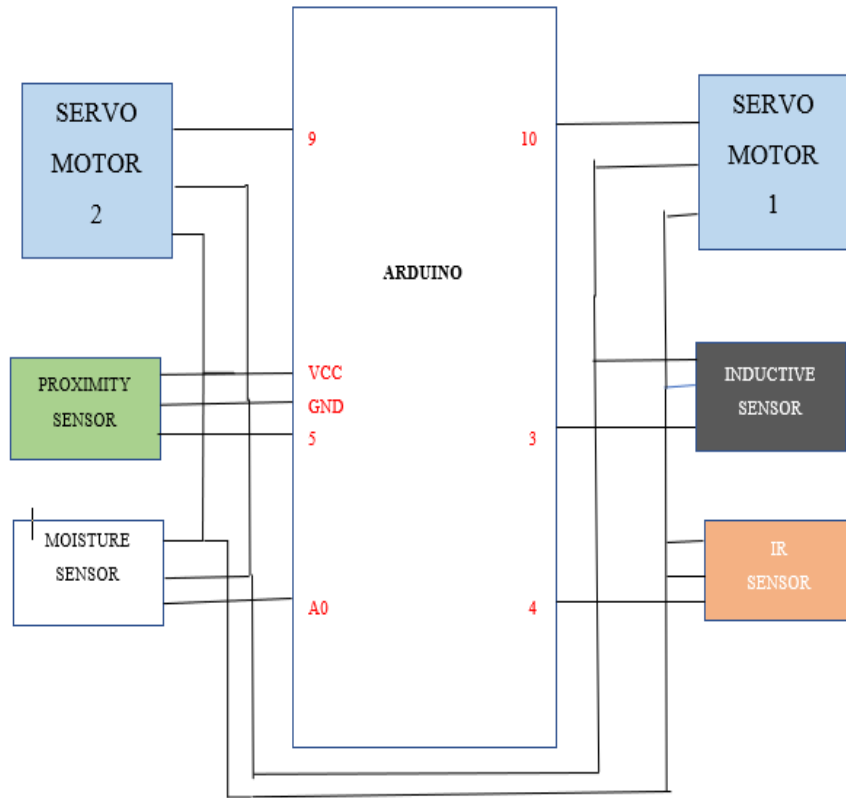 SERVO
MOTOR
2
9
10
SERVO
MOTOR
1
ARDUINO
PROXIMITY
SENSOR
VCC
GND
5
3
INDUCTIVE
SENSOR
MOISTURE
SENSOR
A0
4
IR
SENSOR